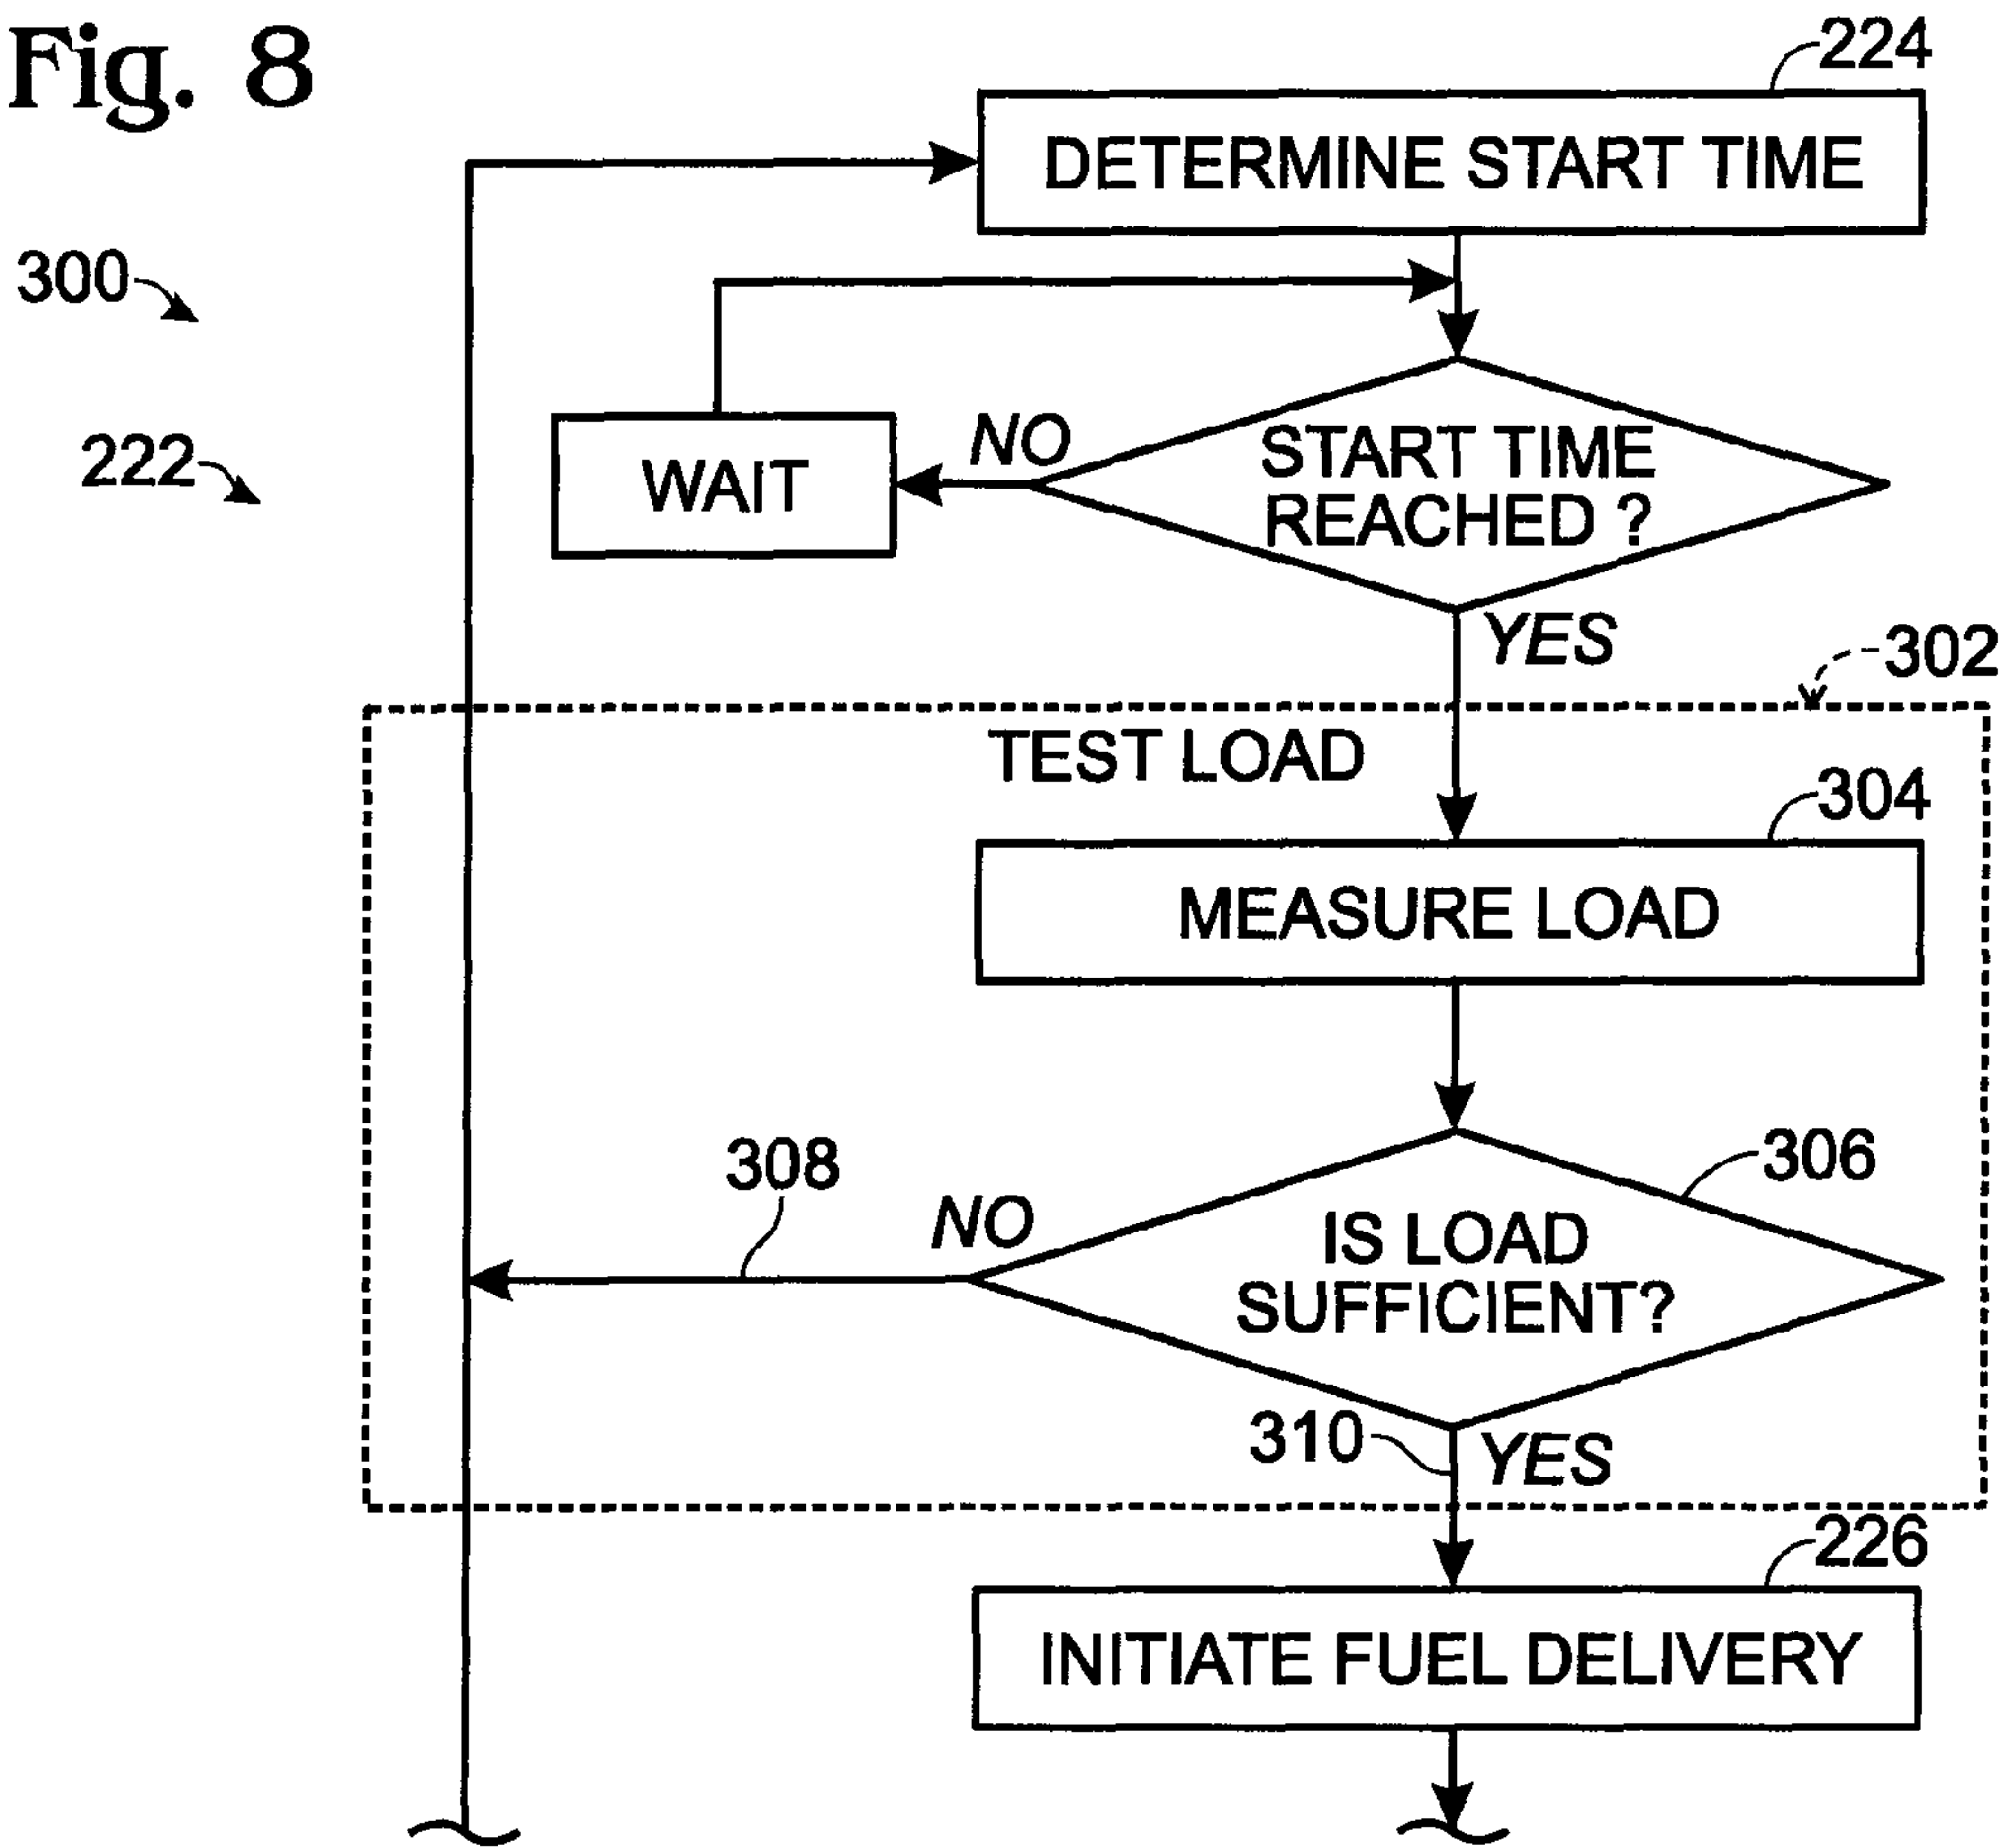 Fig. 8
224
DETERMINE START TIME
300
222
WAIT
NO
START TIME
REACHED ?
YES
302
TEST LOAD
304
MEASURE LOAD
308
NO
306
IS LOAD
SUFFICIENT?
310
YES
226
INITIATE FUEL DELIVERY